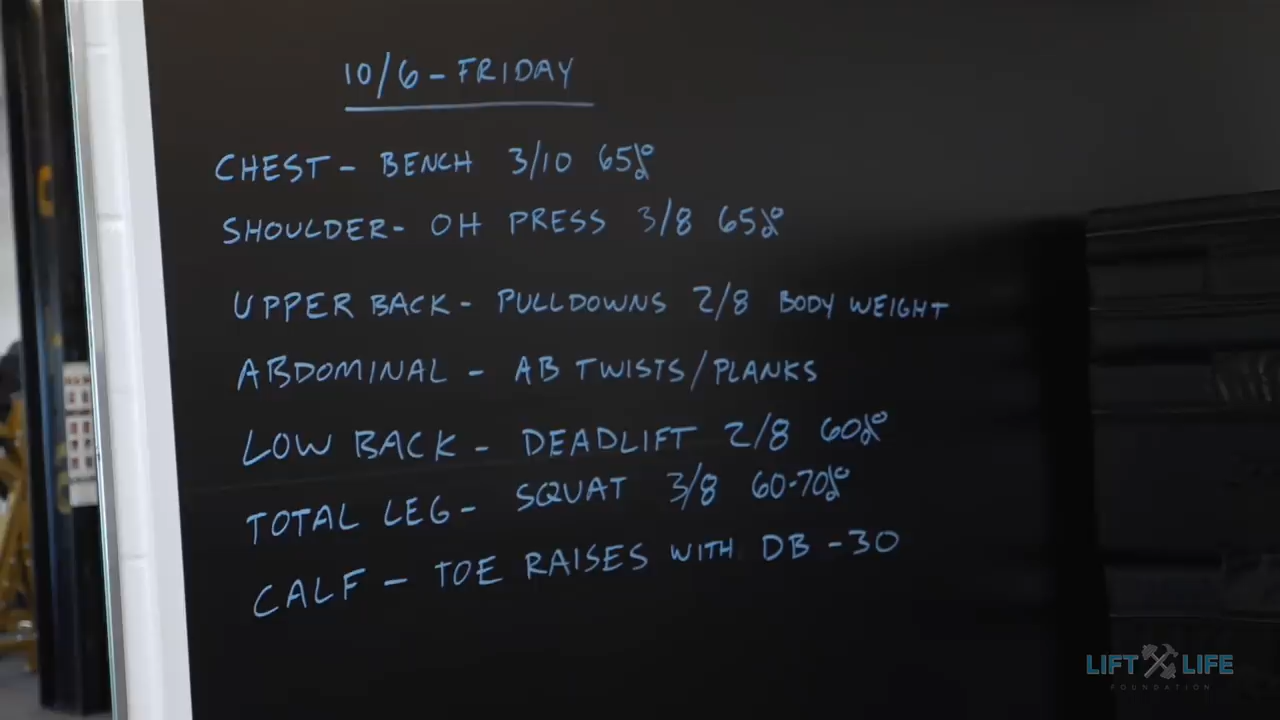 10/6 - FRIDAY
CHEST - BENCH 3/10 65%
SHOULDER - OH PRESS 3/8 65%
UPPER BACK - PULLDOWNS 2/8 BODY WEIGHT
ABDOMINAL - AB TWISTS/PLANKS
LOW BACK - DEADLIFT 2/8 60%
TOTAL LEG - SQUAT 3/8 60-70%
CALF - TOE RAISES WITH DB - 30
LIFT LIFE
FOUNDATION